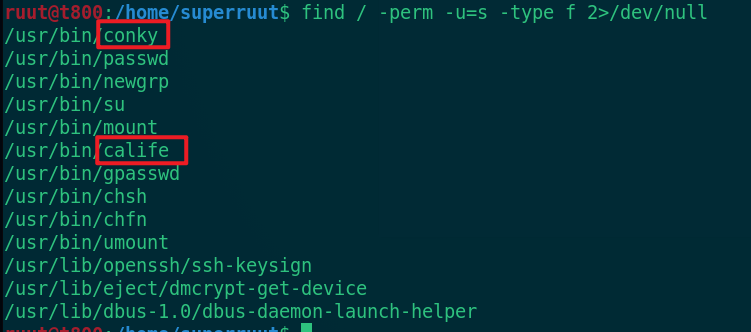 ruut@t800:/home/superruut$ find / -perm -u=s -type f 2>/dev/null
/usr/bin/conky
/usr/bin/passwd
/usr/bin/newgrp
/usr/bin/su
/usr/bin/mount
/usr/bin/calife
/usr/bin/gpasswd
/usr/bin/chsh
/usr/bin/chfn
/usr/bin/umount
/usr/lib/openssh/ssh-keysign
/usr/lib/eject/dmcrypt-get-device
/usr/lib/dbus-1.0/dbus-daemon-launch-helper
ruut@t800:/home/superruut$